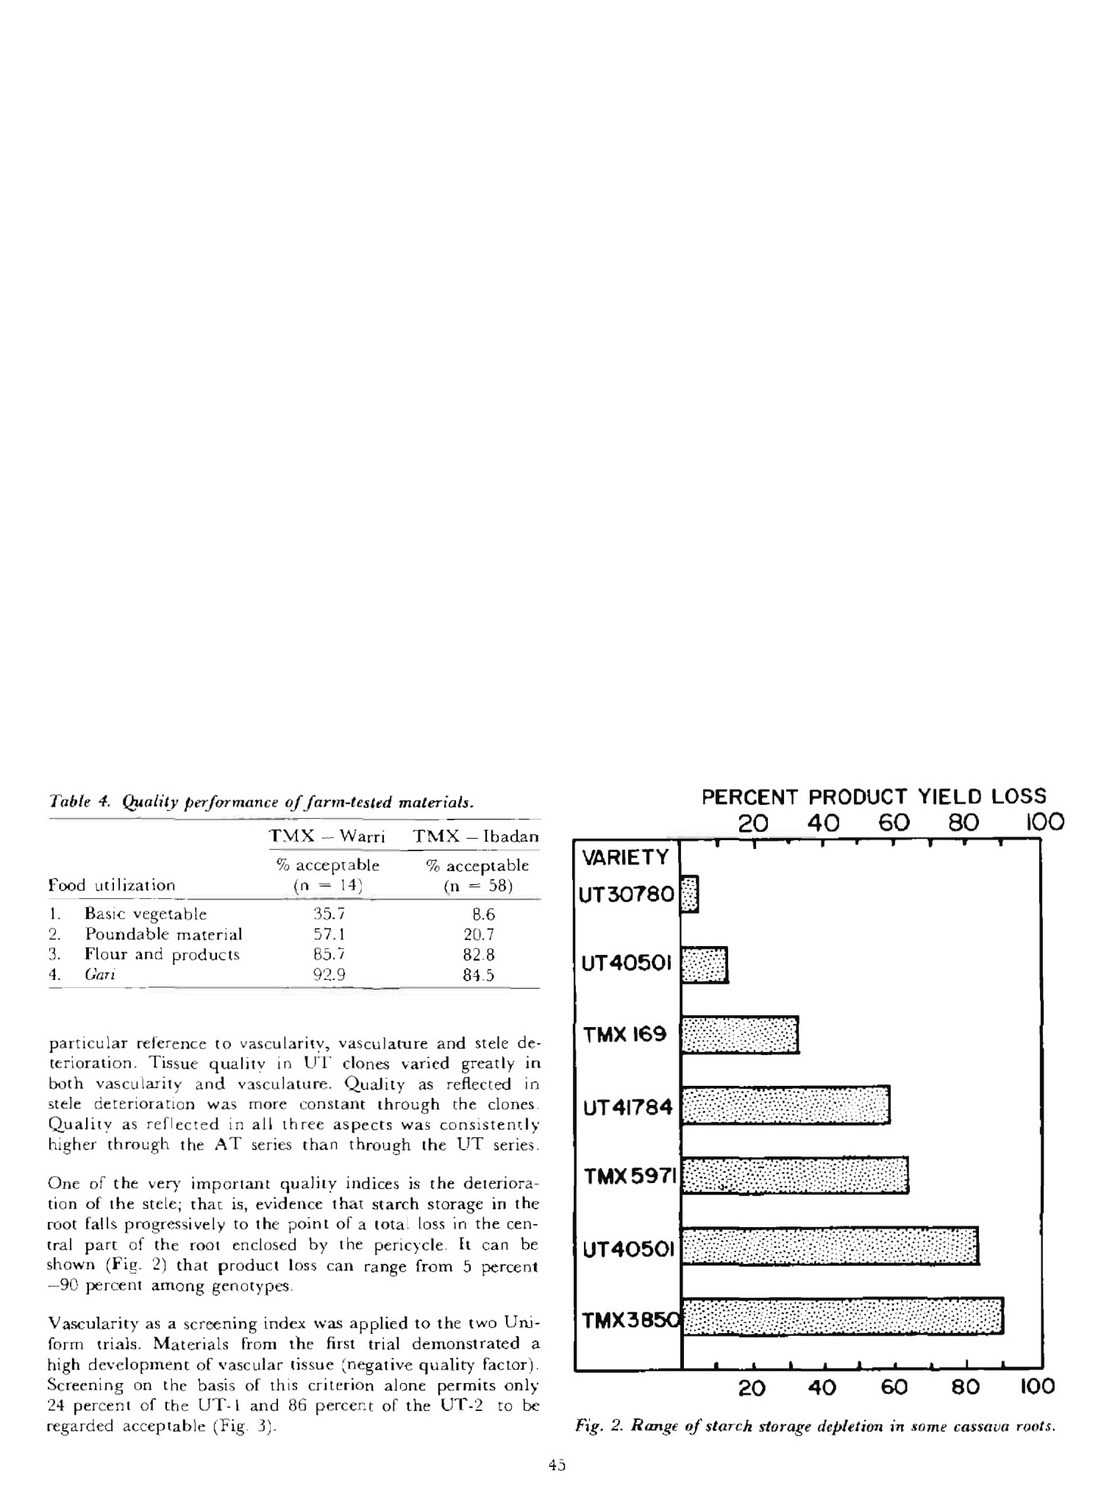 Table 4. Quality performance of farm-tested materials.
TMX – Warri TMX – Ibadan
% acceptable % acceptable
Food utilization (n = 14) (n = 58)
1. Basic vegetable 35.7 8.6
2. Poundable material 57.1 20.7
3. Flour and products 85.7 82.8
4. Gari 92.9 84.5
particular reference to vascularity, vasculature and stele de-
terioration. Tissue quality in UT clones varied greatly in
both vascularity and vasculature. Quality as reflected in
stele deterioration was more constant through the clones.
Quality as reflected in all three aspects was consistently
higher through the AT series than through the UT series.
One of the very important quality indices is the deteriora-
tion of the stele; that is, evidence that starch storage in the
root falls progressively to the point of a total loss in the cen-
tral part of the root enclosed by the pericycle. It can be
shown (Fig. 2) that product loss can range from 5 percent
–90 percent among genotypes.
Vascularity as a screening index was applied to the two Uni-
form trials. Materials from the first trial demonstrated a
high development of vascular tissue (negative quality factor).
Screening on the basis of this criterion alone permits only
24 percent of the UT-1 and 86 percent of the UT-2 to be
regarded acceptable (Fig. 3).
PERCENT PRODUCT YIELD LOSS
20 40 60 80 100
VARIETY
UT30780
UT40501
TMX 169
UT41784
TMX5971
UT40501
TMX3850
20 40 60 80 100
Fig. 2. Range of starch storage depletion in some cassava roots.
45